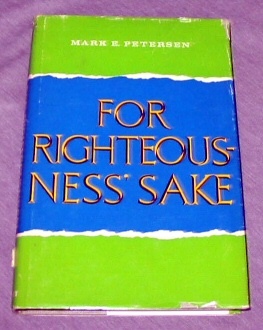 MARK E. PETERSEN
FOR
RIGHTEOUS-
NESS' SAKE